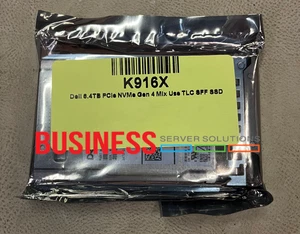 K916X
Dell 6.4TB PCIe NVMe Gen 4 Mix Use TLC SFF SSD
BUSINESS
SERVER SOLUTIONS